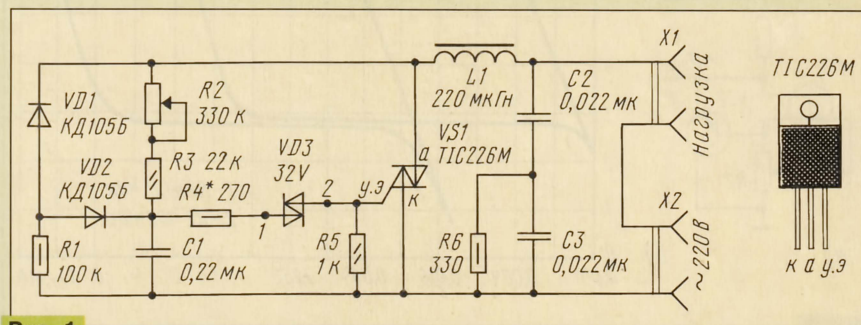 VD1
КД105Б
R2
330 к
VD2
КД105Б
R3 22 к
R4* 270
VD3
32V
1
2
у.э
R1
100 к
C1
0,22 мк
R5
1 к
VS1
TIC226M
а
к
L1
220 мкГн
C2
0,022 мк
R6
330
C3
0,022 мк
X1
Нагрузка
X2
~220 В
TIC226M
к а у.э